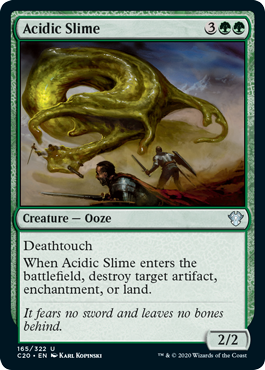 Acidic Slime 3
Creature — Ooze
Deathtouch
When Acidic Slime enters the
battlefield, destroy target artifact,
enchantment, or land.
It fears no sword and leaves no bones
behind.
2/2
165/322 U
C20 • EN Karl Kopinski ™ & © 2020 Wizards of the Coast